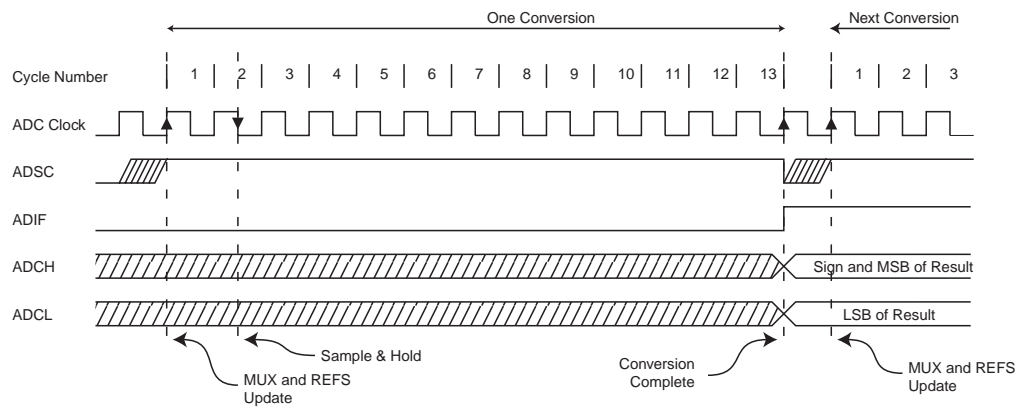 One Conversion
Next Conversion
Cycle Number 1 2 3 4 5 6 7 8 9 10 11 12 13 1 2 3
ADC Clock
ADSC
ADIF
ADCH
Sign and MSB of Result
ADCL
LSB of Result
Sample & Hold
MUX and REFS
Update
Conversion
Complete
MUX and REFS
Update